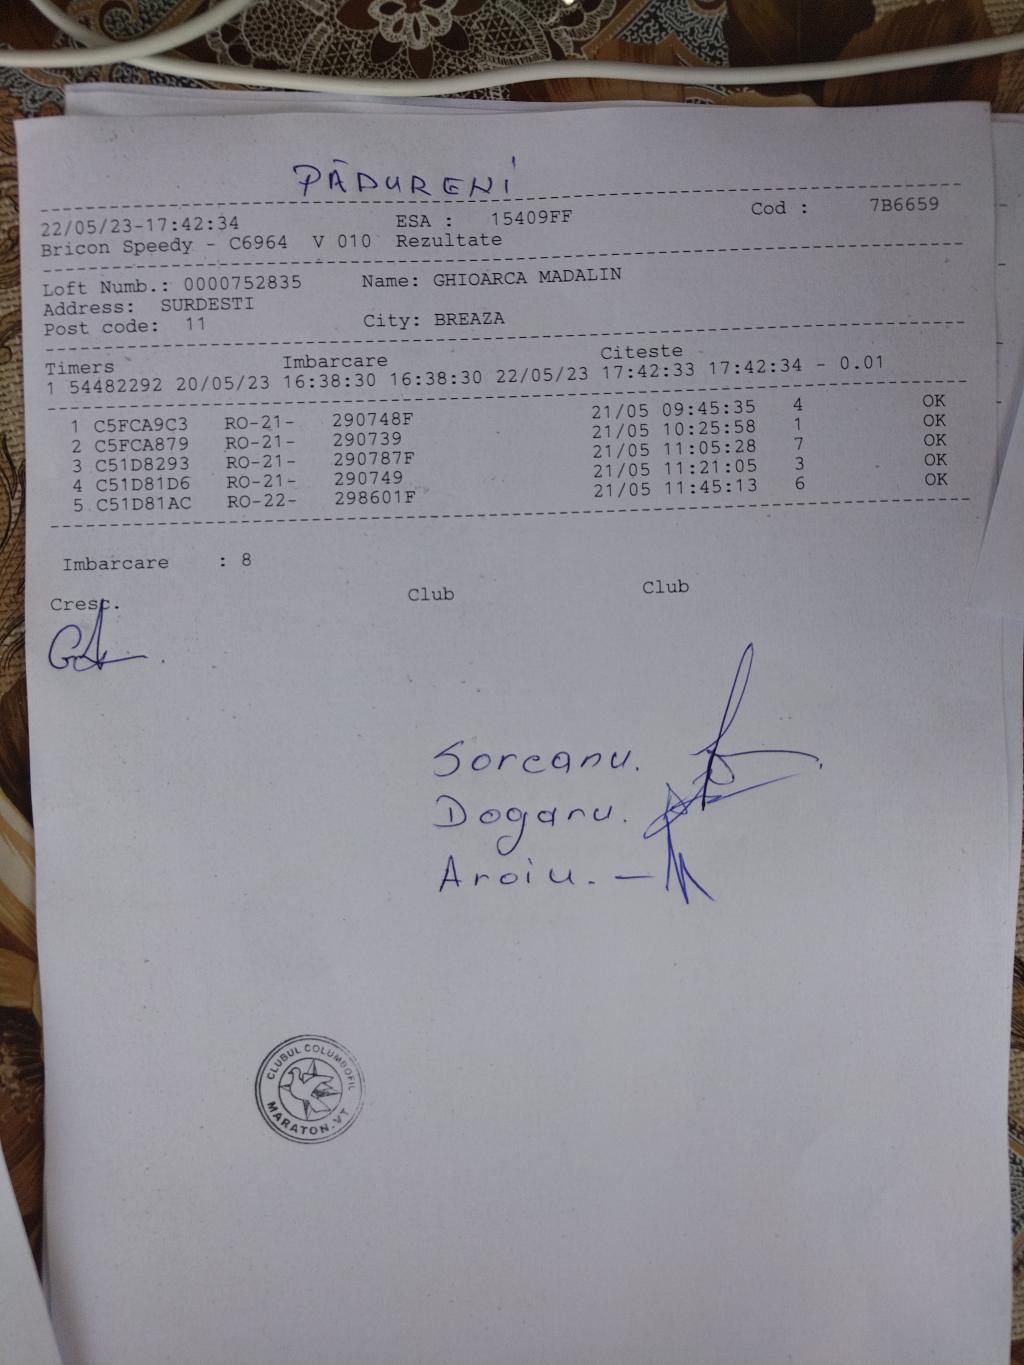 PĂDURENI
22/05/23-17:42:34 ESA : 15409FF Cod : 7B6659
Bricon Speedy - C6964 V 010 Rezultate
Loft Numb.: 0000752835 Name: GHIOARCA MADALIN
Address: SURDESTI
Post code: 11 City: BREAZA
Timers Imbarcare Citeste
1 54482292 20/05/23 16:38:30 16:38:30 22/05/23 17:42:33 17:42:34 - 0.01
1 C5FCA9C3 RO-21- 290748F 21/05 09:45:35 4 OK
2 C5FCA879 RO-21- 290739 21/05 10:25:58 1 OK
3 C51D8293 RO-21- 290787F 21/05 11:05:28 7 OK
4 C51D81D6 RO-21- 290749 21/05 11:21:05 3 OK
5 C51D81AC RO-22- 298601F 21/05 11:45:13 6 OK
Imbarcare : 8
Cresc. Club Club
Soreanu.
Doganu.
Aroiu. -
CLUBUL COLUMBOFIL
MARATON.VT